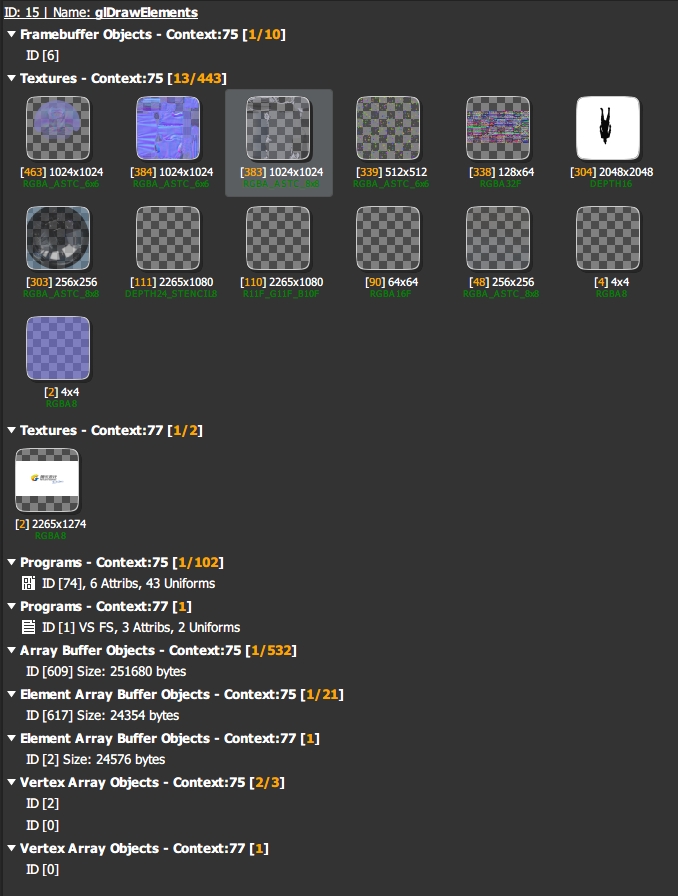 ID: 15 | Name: glDrawElements
Framebuffer Objects - Context:75 [1/10]
ID [6]
Textures - Context:75 [13/443]
[463] 1024x1024 [384] 1024x1024 [383] 1024x1024 [339] 512x512 [338] 128x64 [304] 2048x2048
RGBA_ASTC_6x6 RGBA_ASTC_6x6 RGBA_ASTC_6x6 RGBA_ASTC_6x6 RGBA32F DEPTH16
[303] 256x256 [111] 2265x1080 [110] 2265x1080 [90] 64x64 [48] 256x256 [4] 4x4
RGBA_ASTC_8x8 DEPTH24_STENCIL8 R11F_G11F_B10F RGBA16F RGBA_ASTC_8x8 RGBA8
[2] 4x4
RGBA8
Textures - Context:77 [1/2]
[2] 2265x1274
RGBA8
Programs - Context:75 [1/102]
ID [74], 6 Attribs, 43 Uniforms
Programs - Context:77 [1]
ID [1] VS FS, 3 Attribs, 2 Uniforms
Array Buffer Objects - Context:75 [1/532]
ID [609] Size: 251680 bytes
Element Array Buffer Objects - Context:75 [1/21]
ID [617] Size: 24354 bytes
Element Array Buffer Objects - Context:77 [1]
ID [2] Size: 24576 bytes
Vertex Array Objects - Context:75 [2/3]
ID [2]
ID [0]
Vertex Array Objects - Context:77 [1]
ID [0]